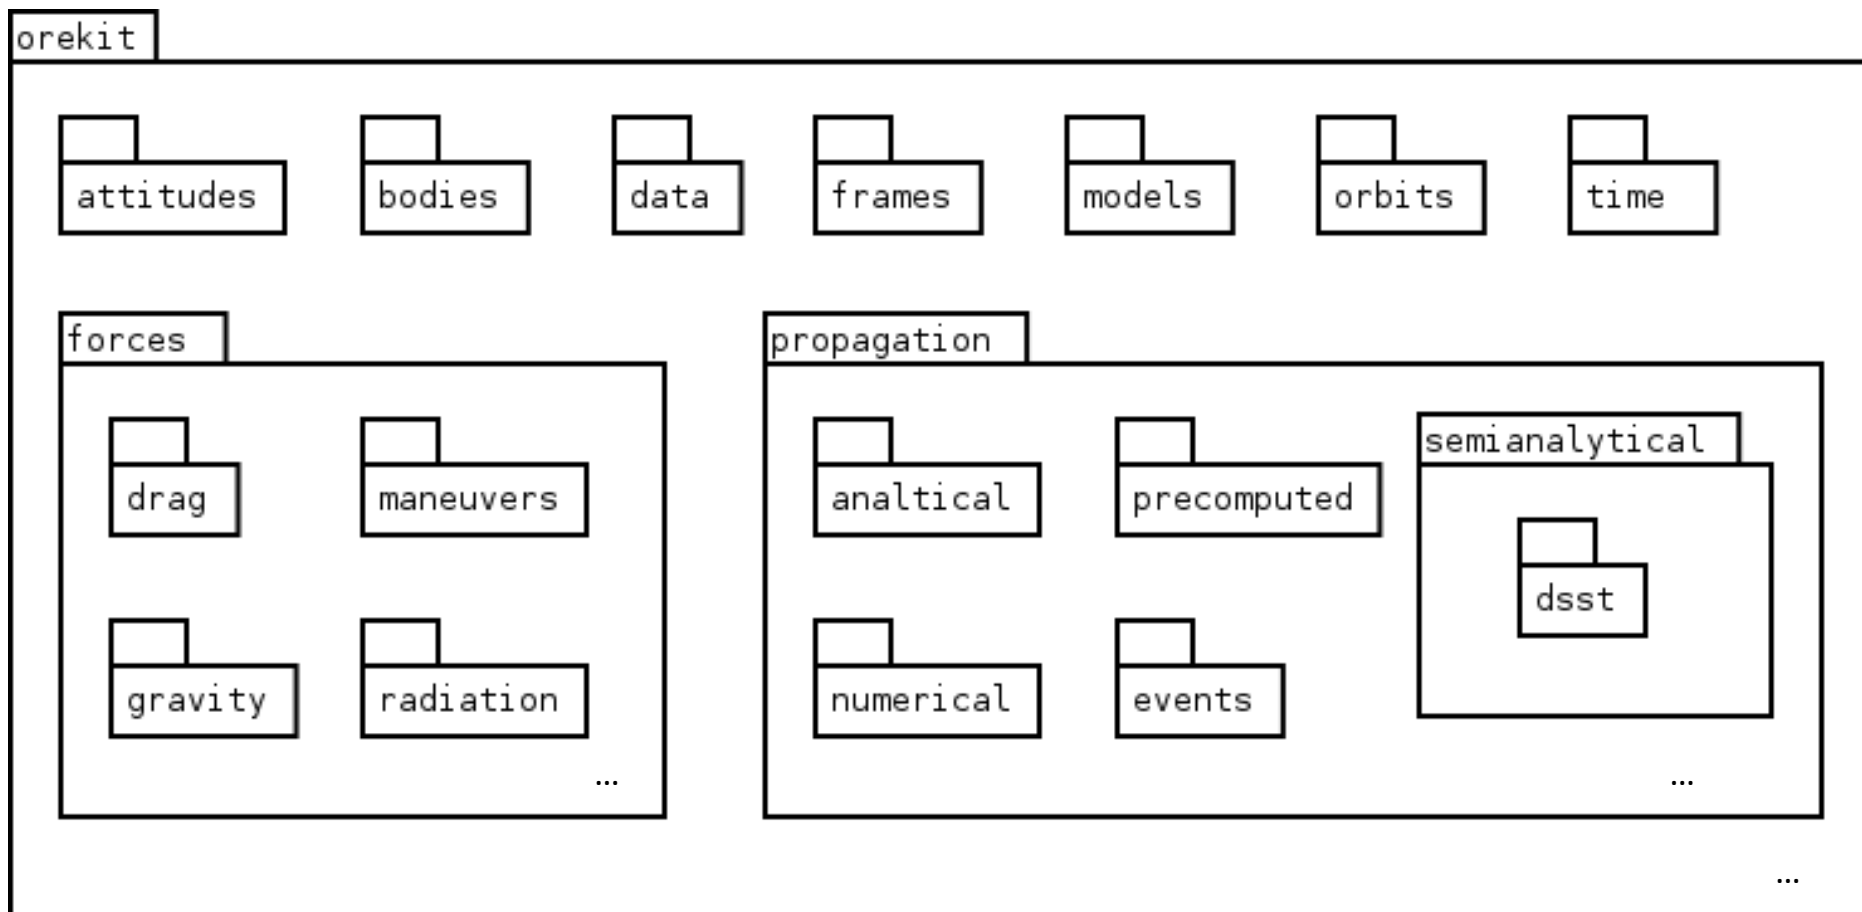 orekit
attitudes bodies data frames models orbits time
forces
drag maneuvers
gravity radiation
...
propagation
analtical precomputed
numerical events
semianalytical
dsst
...
...